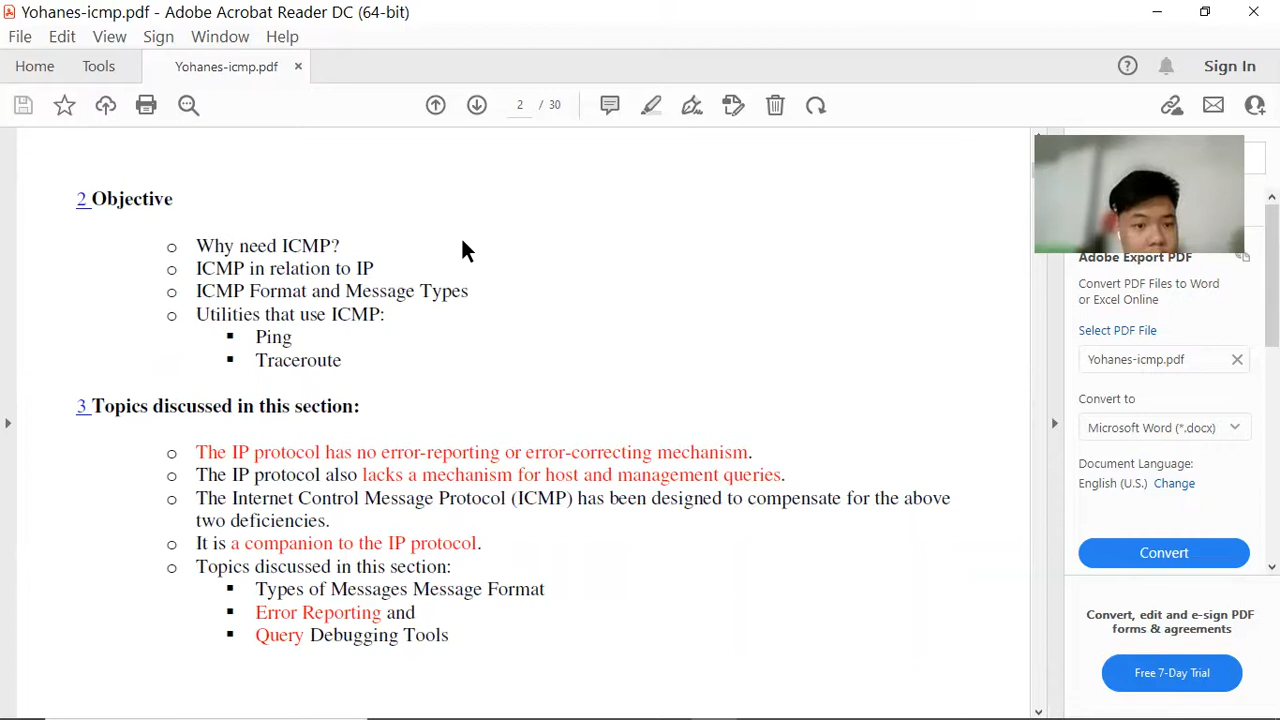 Yohanes-icmp.pdf - Adobe Acrobat Reader DC (64-bit)
File Edit View Sign Window Help
Home Tools Yohanes-icmp.pdf × Sign In
2 / 30
2 Objective
o Why need ICMP?
o ICMP in relation to IP
o ICMP Format and Message Types
o Utilities that use ICMP:
▪ Ping
▪ Traceroute
3 Topics discussed in this section:
o The IP protocol has no error-reporting or error-correcting mechanism.
o The IP protocol also lacks a mechanism for host and management queries.
o The Internet Control Message Protocol (ICMP) has been designed to compensate for the above
two deficiencies.
o It is a companion to the IP protocol.
o Topics discussed in this section:
▪ Types of Messages Message Format
▪ Error Reporting and
▪ Query Debugging Tools
Adobe Export PDF
Convert PDF Files to Word
or Excel Online
Select PDF File
Yohanes-icmp.pdf
Convert to
Microsoft Word (*.docx)
Document Language:
English (U.S.) Change
Convert
Convert, edit and e-sign PDF
forms & agreements
Free 7-Day Trial